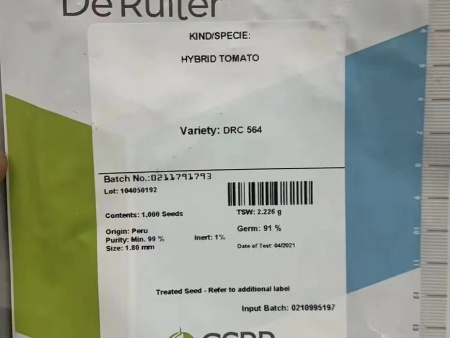 De Ruiter
KIND/SPECIE:
HYBRID TOMATO
Variety: DRC 564
Batch No.:0211791793
Lot: 104050192
Contents: 1.000 Seeds
TSW: 2.226 g
Origin: Peru
Germ: 91 %
Purity: Min. 99 %
Inert: 1%
Size: 1.80 mm
Date of Test: 04/2021
Treated Seed - Refer to additional label
Input Batch: 0210995197